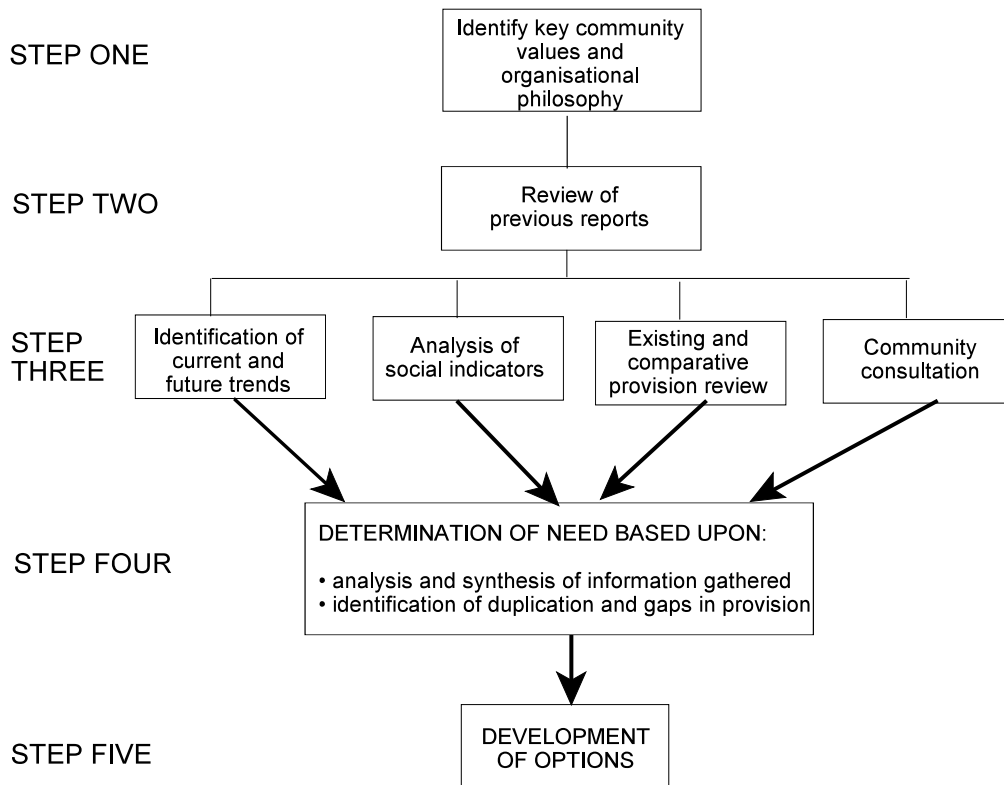 STEP ONE
Identify key community
values and
organisational
philosophy
STEP TWO
Review of
previous reports
STEP
THREE
Identification of
current and
future trends
Analysis of
social indicators
Existing and
comparative
provision review
Community
consultation
STEP FOUR
DETERMINATION OF NEED BASED UPON:
• analysis and synthesis of information gathered
• identification of duplication and gaps in provision
STEP FIVE
DEVELOPMENT
OF OPTIONS